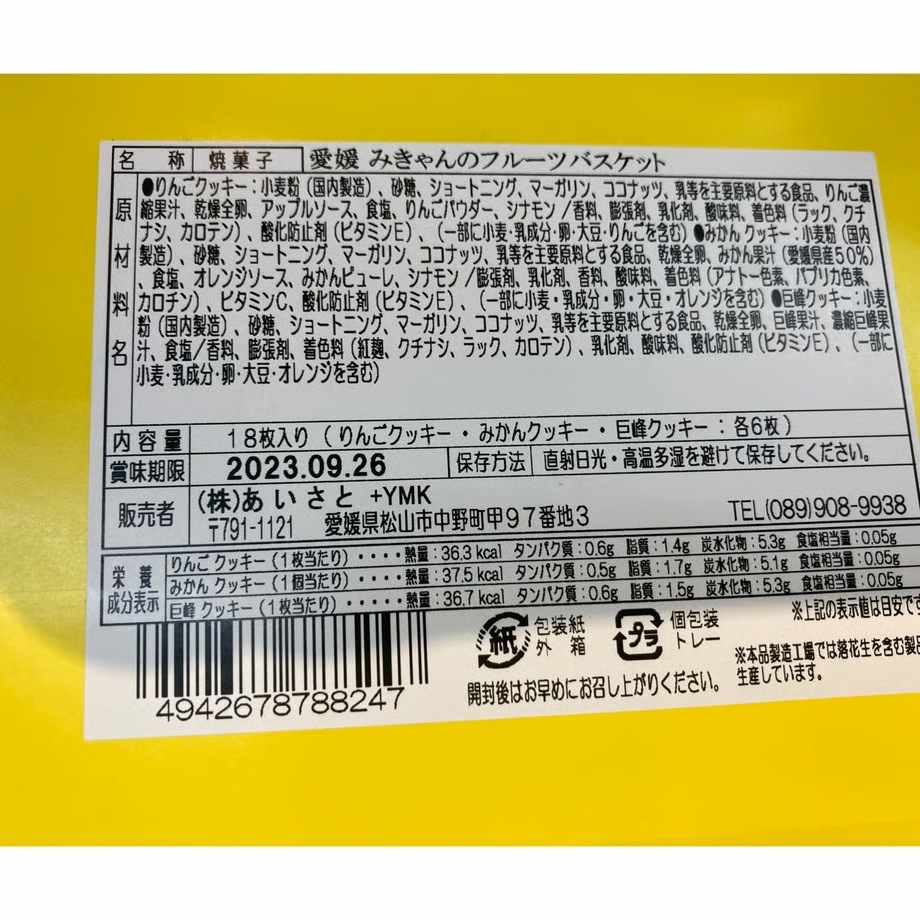 名称 焼菓子 愛媛 みきゃんのフルーツバスケット
原材料名
●りんごクッキー：小麦粉（国内製造）、砂糖、ショートニング、マーガリン、ココナッツ、乳等を主要原料とする食品、りんご濃
縮果汁、乾燥全卵、アップルソース、食塩、りんごパウダー、シナモン／香料、膨張剤、乳化剤、酸味料、着色料（ラック、クチ
ナシ、カロテン）、酸化防止剤（ビタミンE）、（一部に小麦・乳成分・卵・大豆・りんごを含む）●みかんクッキー：小麦粉（国内
製造）、砂糖、ショートニング、マーガリン、ココナッツ、乳等を主要原料とする食品、乾燥全卵、みかん果汁（愛媛県産50%）
、食塩、オレンジソース、みかんピューレ、シナモン／膨張剤、乳化剤、香料、酸味料、着色料（アナトー色素、パプリカ色素、
カロチン）、ビタミンC、酸化防止剤（ビタミンE）、（一部に小麦・乳成分・卵・大豆・オレンジを含む）●巨峰クッキー：小麦
粉（国内製造）、砂糖、ショートニング、マーガリン、ココナッツ、乳等を主要原料とする食品、乾燥全卵、巨峰果汁、濃縮巨峰果
汁、食塩／香料、膨張剤、着色料（紅麹、クチナシ、ラック、カロテン）、乳化剤、酸味料、酸化防止剤（ビタミンE）、（一部に
小麦・乳成分・卵・大豆・オレンジを含む）
内容量 18枚入り（りんごクッキー・みかんクッキー・巨峰クッキー：各6枚）
賞味期限 2023.09.26 保存方法 直射日光・高温多湿を避けて保存してください。
販売者 (株)あいさと +YMK
〒791-1121 愛媛県松山市中野町甲97番地3 TEL(089)908-9938
栄養成分表示
りんごクッキー（1枚当たり）・・・・熱量：36.3kcal タンパク質：0.6g 脂質：1.4g 炭水化物：5.3g 食塩相当量：0.05g
みかんクッキー（1個当たり）・・・・熱量：37.5kcal タンパク質：0.5g 脂質：1.7g 炭水化物：5.1g 食塩相当量：0.05g
巨峰クッキー（1枚当たり）・・・・熱量：36.7kcal タンパク質：0.6g 脂質：1.5g 炭水化物：5.3g 食塩相当量：0.05g
※上記の表示値は目安です
紙 包装紙 外箱 プラ 個包装 トレー
※本品製造工場では落花生を含む製品
生産しています。
開封後はお早めにお召し上がりください。
4942678788247